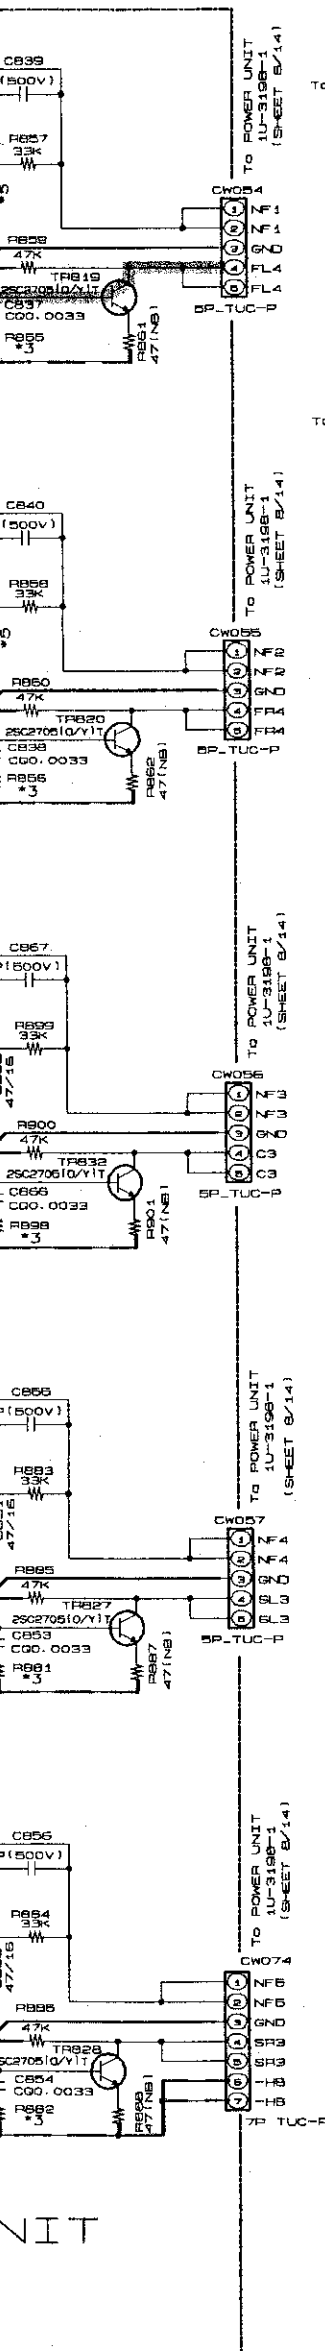 C839
(500V)
To POWER UNIT
1U-3198-1
(SHEET 8/14)
To
R857
33K
*5
CW054
1 NF1
2 NF1
3 GND
4 FL4
5 FL4
5P_TUC-P
R859
47K
TR819
2SC2705(O/Y)T
C837
CQ0.0033
R855
*3
R861
47(NB)
To
C840
(500V)
To POWER UNIT
1U-3198-1
(SHEET 8/14)
R858
33K
*5
CW055
1 NF2
2 NF2
3 GND
4 FR4
5 FR4
5P_TUC-P
R860
47K
TR820
2SC2705(O/Y)T
C838
CQ0.0033
R856
*3
R862
47(NB)
C867
P(500V)
To POWER UNIT
1U-3198-1
(SHEET 8/14)
R899
33K
47/16
CW056
1 NF3
2 NF3
3 GND
4 C3
5 C3
5P_TUC-P
R900
47K
TR832
2SC2705(O/Y)T
C866
CQ0.0033
R898
*3
R901
47(NB)
C855
P(500V)
To POWER UNIT
1U-3198-1
(SHEET 8/14)
R883
33K
47/16
CW057
1 NF4
2 NF4
3 GND
4 SL3
5 SL3
5P_TUC-P
R885
47K
TR827
2SC2705(O/Y)T
C853
CQ0.0033
R881
*3
R887
47(NB)
C856
P(500V)
To POWER UNIT
1U-3198-1
(SHEET 8/14)
R884
33K
47/16
CW074
1 NF5
2 NF5
3 GND
4 SR3
5 SR3
6 -HB
7 -HB
7P_TUC-P
R886
47K
TR828
SC2705(O/Y)T
C854
CQ0.0033
R882
*3
R888
47(NB)
NIT